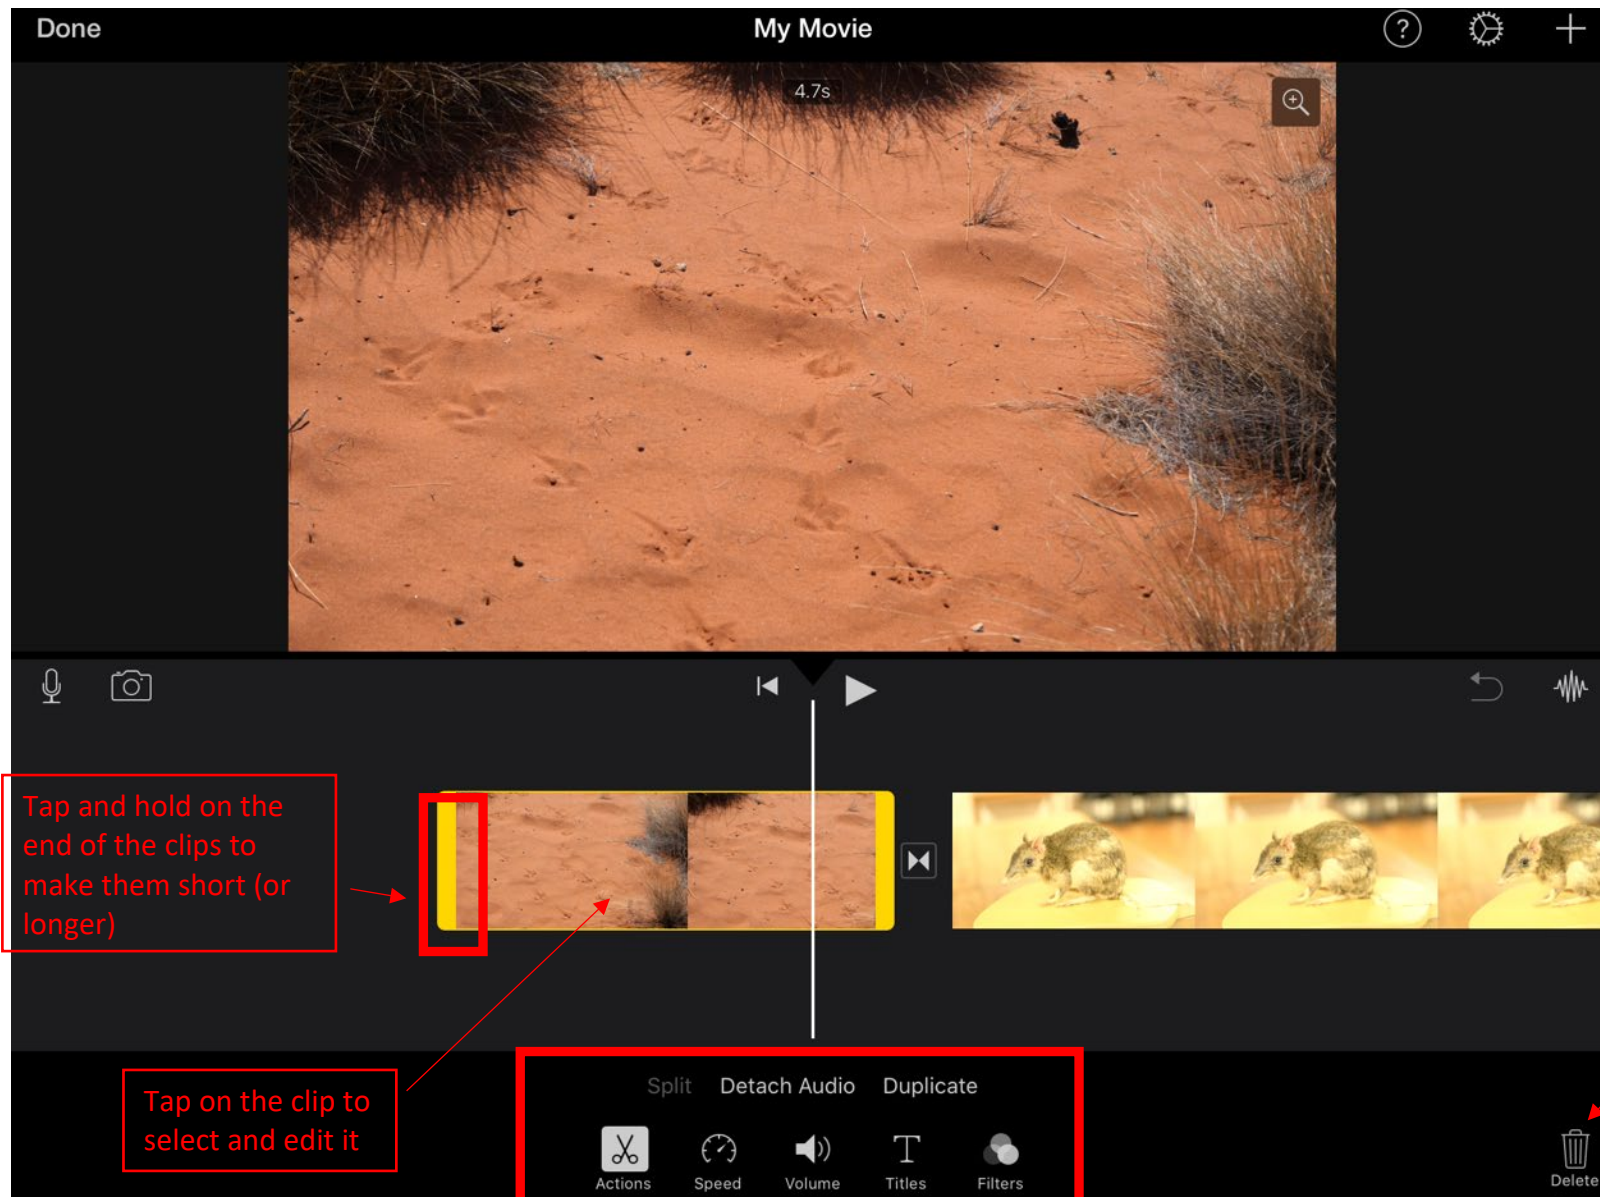 Done
My Movie
?
4.7s
Tap and hold on the
end of the clips to
make them short (or
longer)
Tap on the clip to
select and edit it
Split Detach Audio Duplicate
Actions Speed Volume Titles Filters
Delete